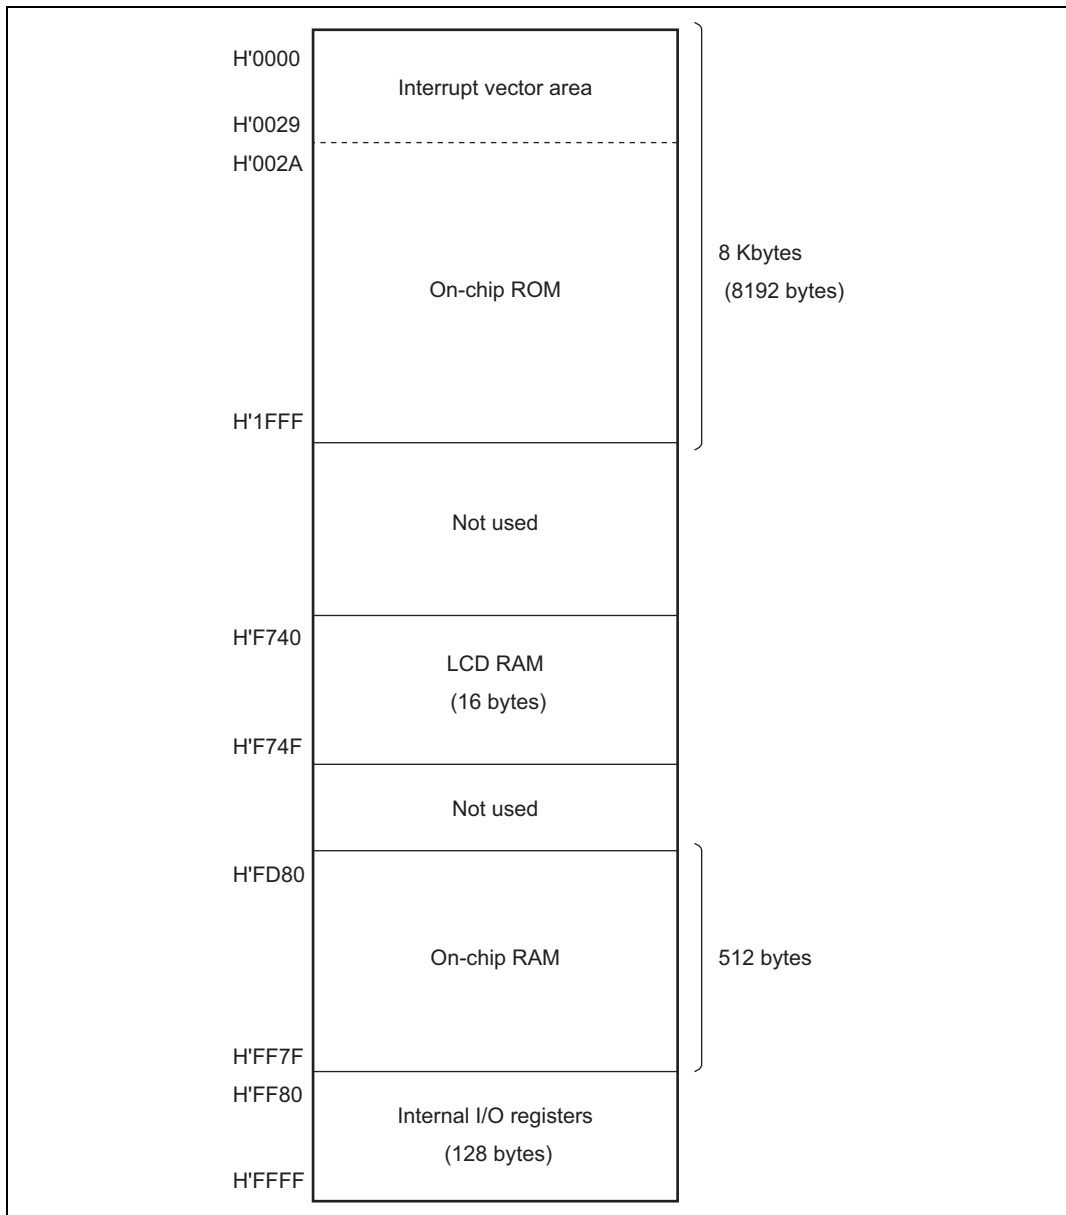 H'0000
Interrupt vector area
H'0029
H'002A
8 Kbytes
(8192 bytes)
On-chip ROM
H'1FFF
Not used
H'F740
LCD RAM
(16 bytes)
H'F74F
Not used
H'FD80
On-chip RAM
512 bytes
H'FF7F
H'FF80
Internal I/O registers
(128 bytes)
H'FFFF